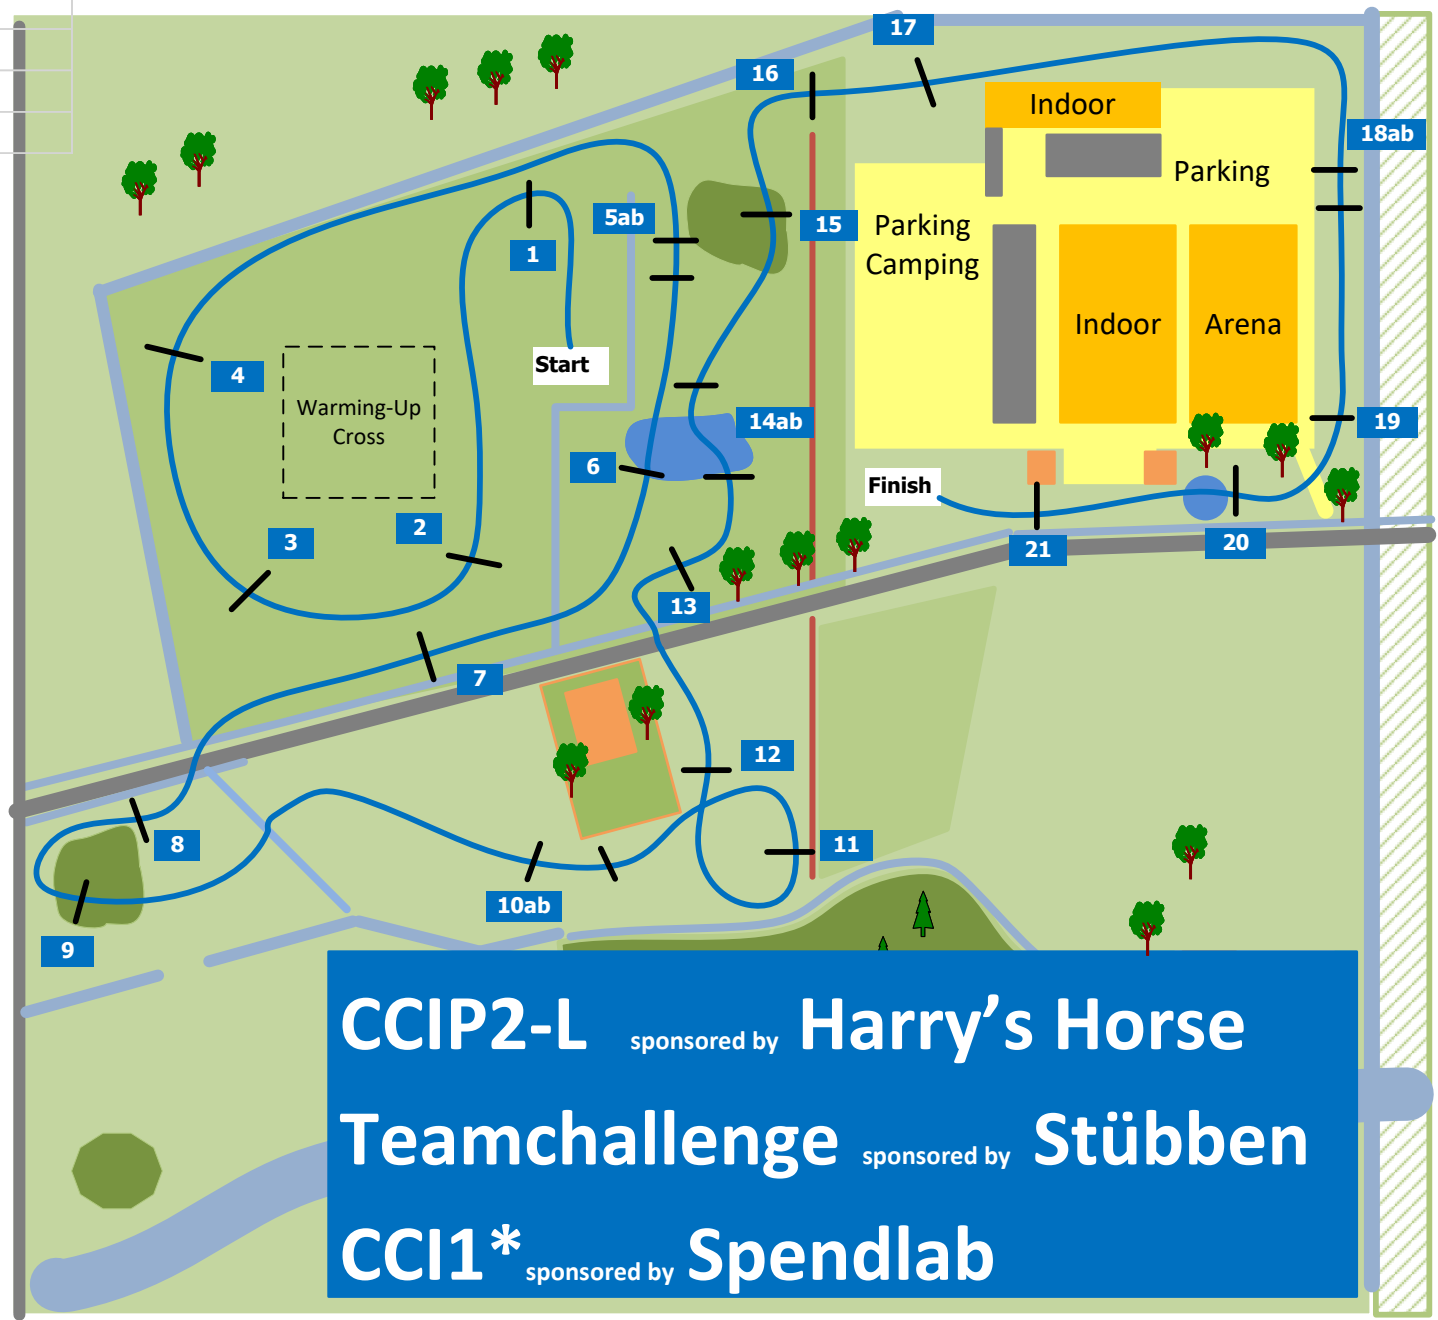 17
16
Indoor
18ab
Parking
5ab
15
Parking
Camping
1
Indoor
Arena
Start
4
Warming-Up
Cross
14ab
19
6
Finish
2
3
20
21
13
7
12
8
11
10ab
9
CCIP2-L sponsored by Harry’s Horse
Teamchallenge sponsored by Stübben
CCI1* sponsored by Spendlab